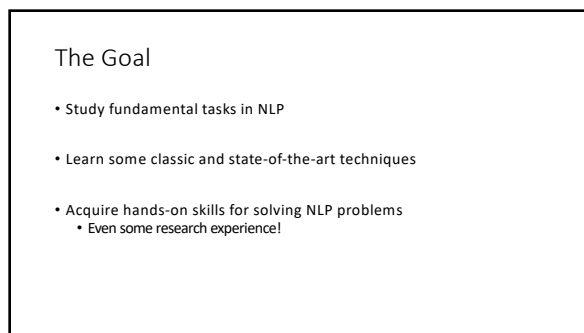 The Goal
• Study fundamental tasks in NLP
• Learn some classic and state-of-the-art techniques
• Acquire hands-on skills for solving NLP problems
• Even some research experience!